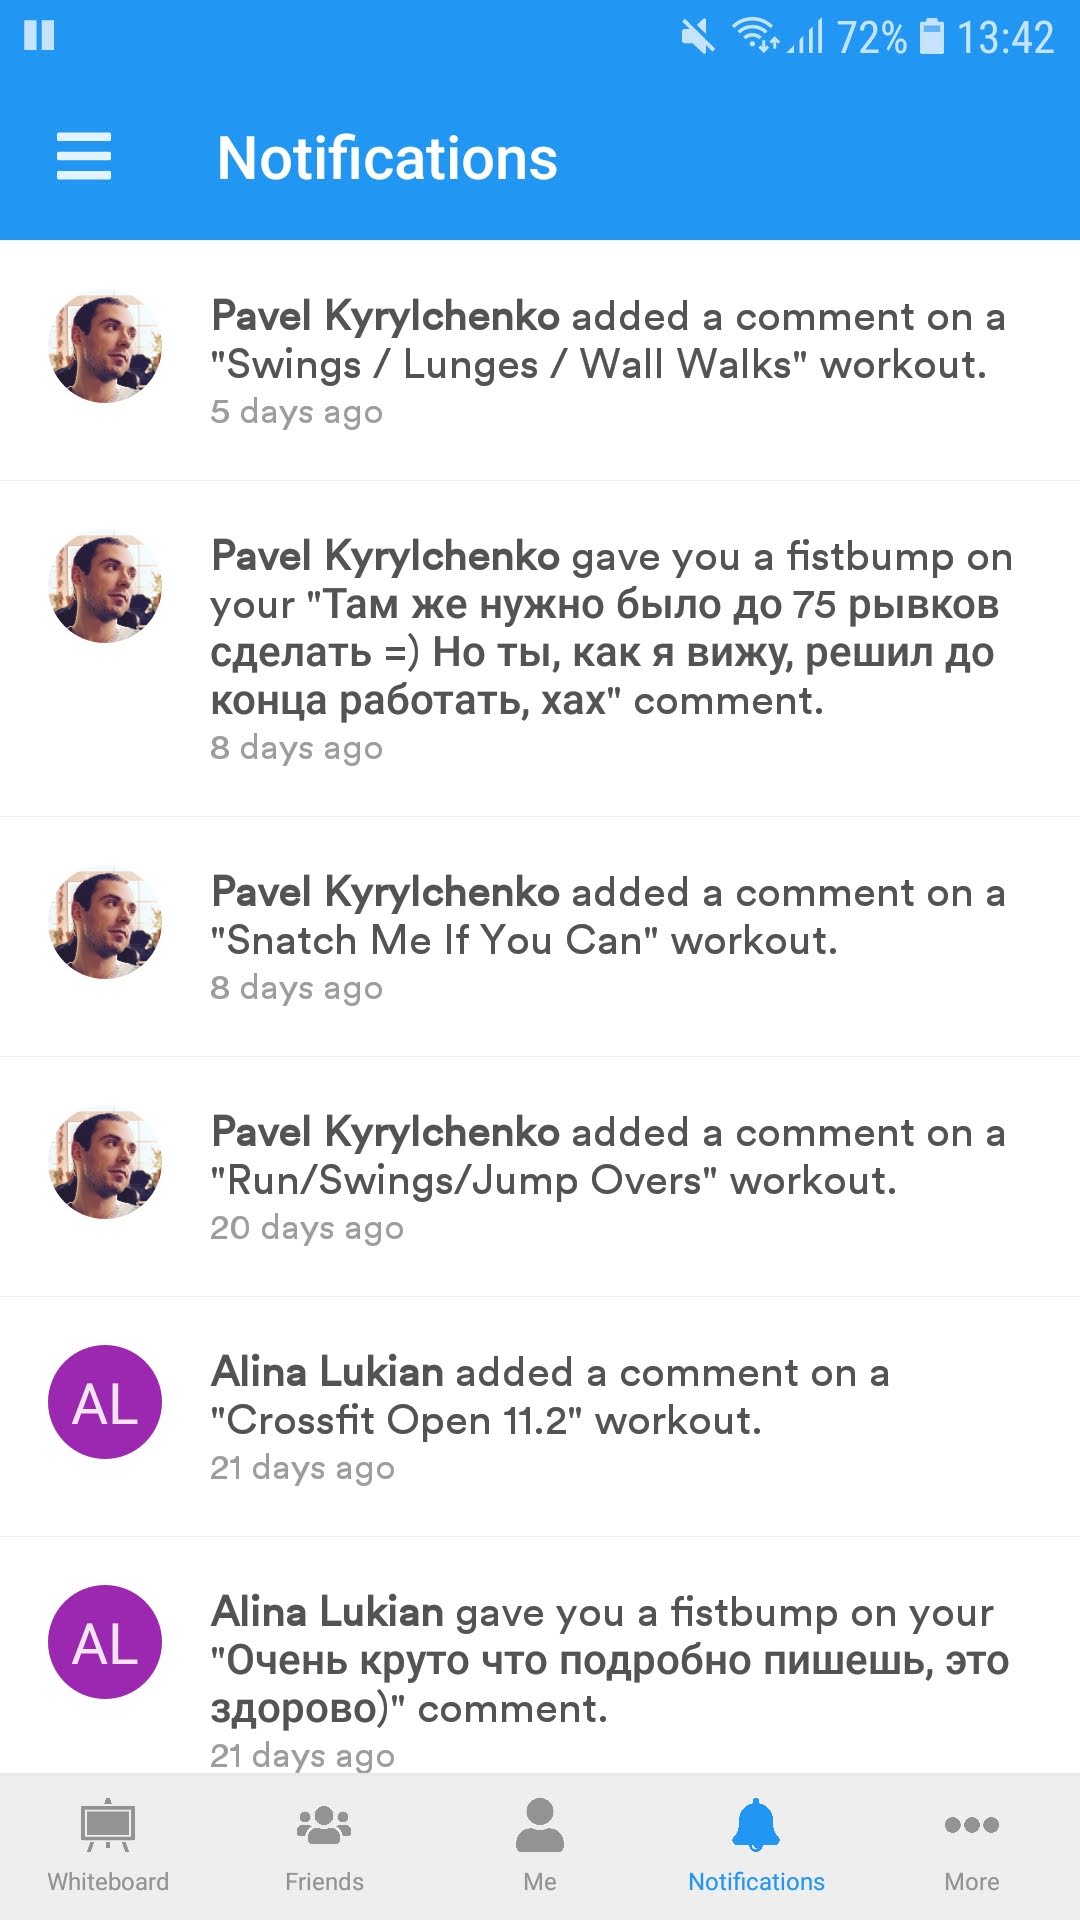 72% 13:42
Notifications
Pavel Kyrylchenko added a comment on a
"Swings / Lunges / Wall Walks" workout.
5 days ago
Pavel Kyrylchenko gave you a fistbump on
your "Там же нужно было до 75 рывков
сделать =) Но ты, как я вижу, решил до
конца работать, хах" comment.
8 days ago
Pavel Kyrylchenko added a comment on a
"Snatch Me If You Can" workout.
8 days ago
Pavel Kyrylchenko added a comment on a
"Run/Swings/Jump Overs" workout.
20 days ago
AL
Alina Lukian added a comment on a
"Crossfit Open 11.2" workout.
21 days ago
AL
Alina Lukian gave you a fistbump on your
"Очень круто что подробно пишешь, это
здорово)" comment.
21 days ago
Whiteboard Friends Me Notifications More